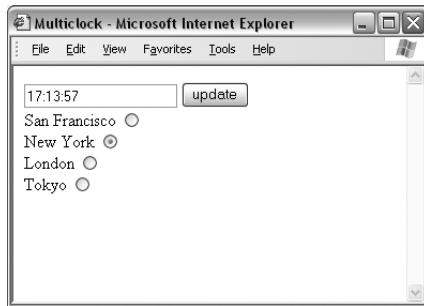 Multiclock - Microsoft Internet Explorer
File Edit View Favorites Tools Help
17:13:57 update
San Francisco
New York
London
Tokyo